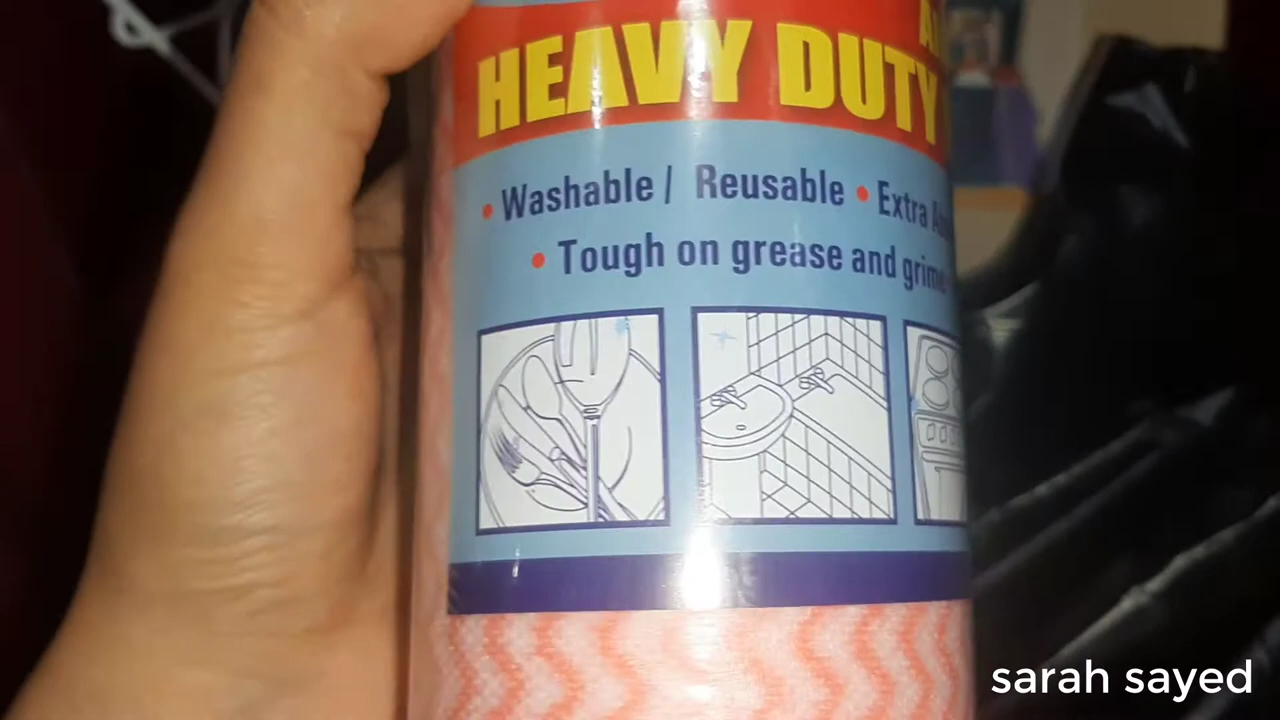 HEAVY DUTY
• Washable / Reusable • Extra
• Tough on grease and grime
sarah sayed